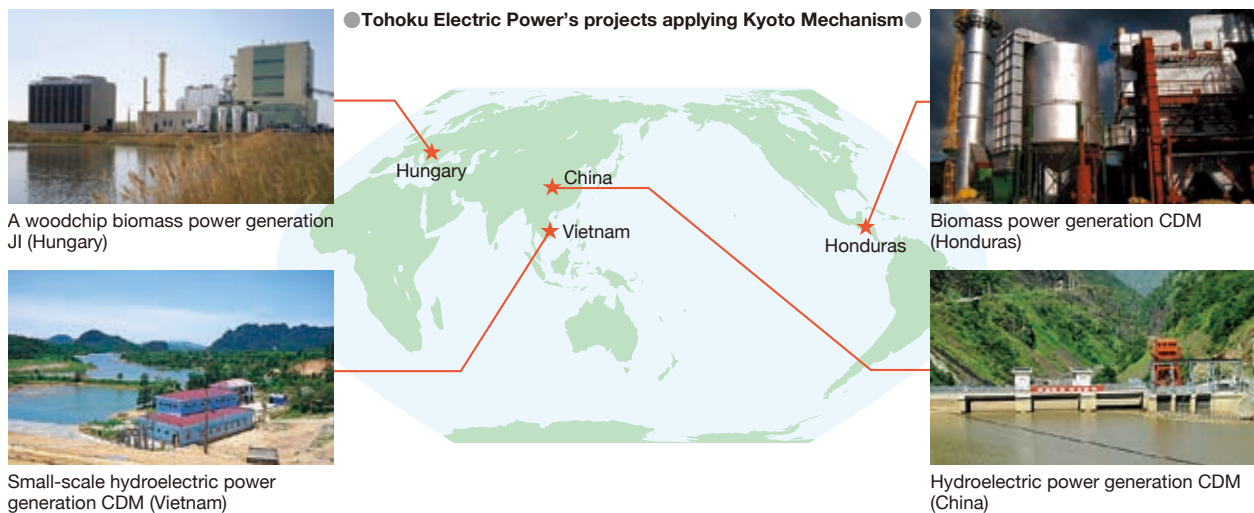 ●Tohoku Electric Power's projects applying Kyoto Mechanism●
A woodchip biomass power generation
JI (Hungary)
Hungary
China
Vietnam
Honduras
Biomass power generation CDM
(Honduras)
Small-scale hydroelectric power
generation CDM (Vietnam)
Hydroelectric power generation CDM
(China)